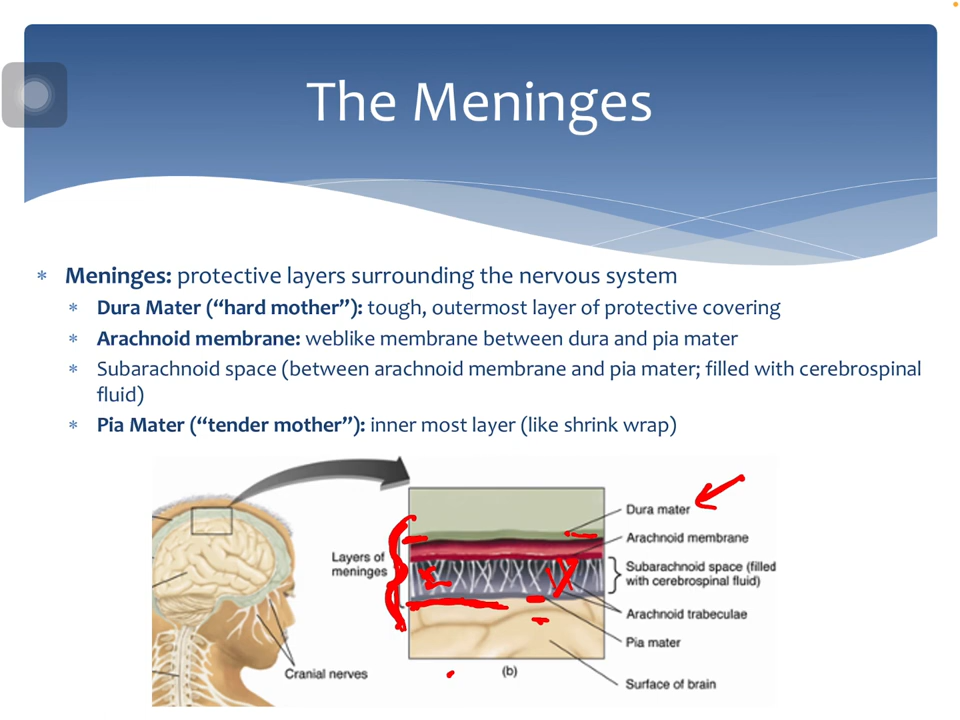 The Meninges
* Meninges: protective layers surrounding the nervous system
* Dura Mater (“hard mother”): tough, outermost layer of protective covering
* Arachnoid membrane: weblike membrane between dura and pia mater
* Subarachnoid space (between arachnoid membrane and pia mater; filled with cerebrospinal
fluid)
* Pia Mater (“tender mother”): inner most layer (like shrink wrap)
Dura mater
Arachnoid membrane
Layers of
meninges
Subarachnoid space (filled
with cerebrospinal fluid)
Arachnoid trabeculae
Pia mater
Cranial nerves
(b)
Surface of brain